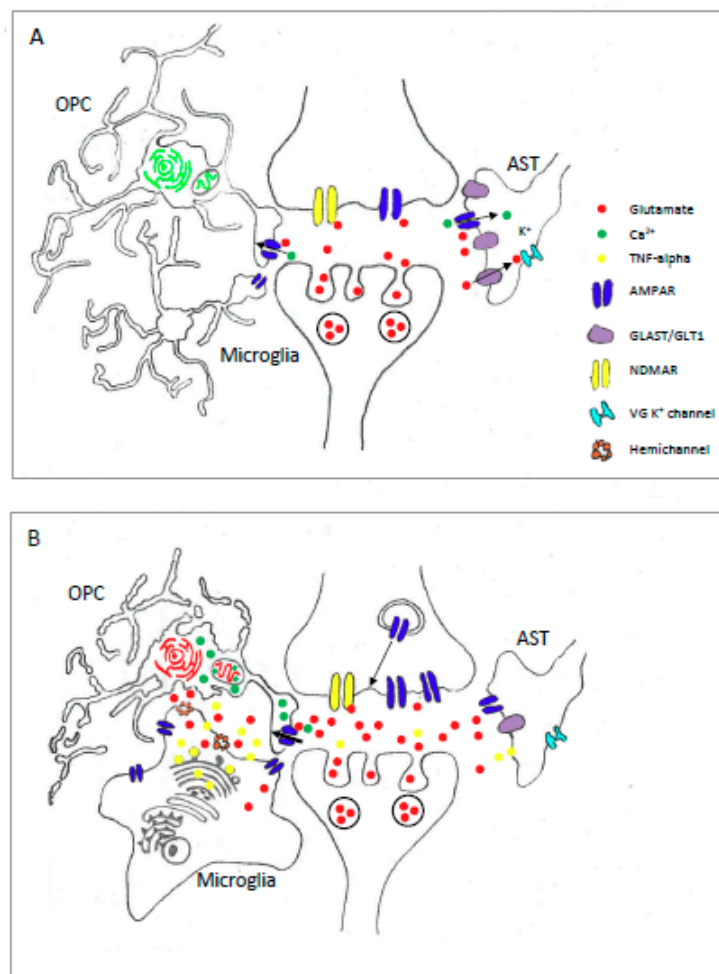 A
OPC
AST
K⁺
Microglia
Glutamate
Ca²⁺
TNF-alpha
AMPAR
GLAST/GLT1
NDMAR
VG K⁺ channel
Hemichannel
B
OPC
AST
Microglia